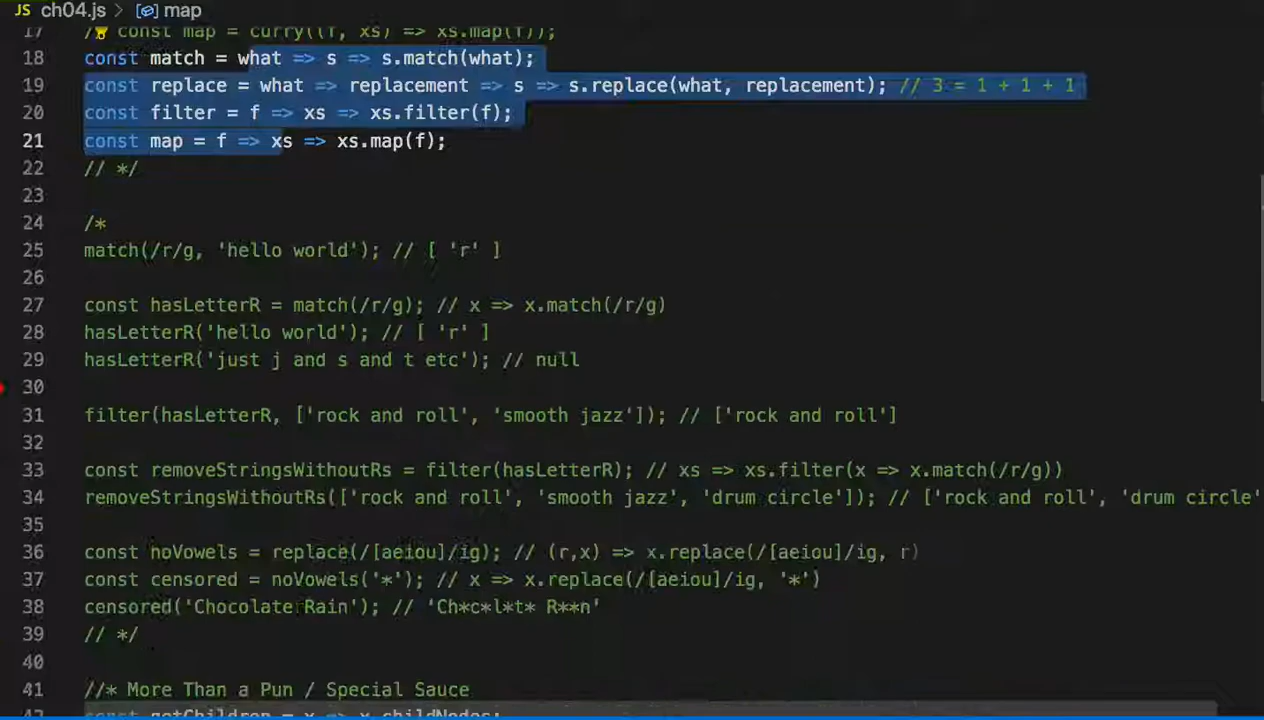 JS ch04.js > map
17 // const map = curry((f, xs) => xs.map(f));
18 const match = what => s => s.match(what);
19 const replace = what => replacement => s => s.replace(what, replacement); // 3 = 1 + 1 + 1
20 const filter = f => xs => xs.filter(f);
21 const map = f => xs => xs.map(f);
22 // */
23
24 /*
25 match(/r/g, 'hello world'); // [ 'r' ]
26
27 const hasLetterR = match(/r/g); // x => x.match(/r/g)
28 hasLetterR('hello world'); // [ 'r' ]
29 hasLetterR('just j and s and t etc'); // null
30
31 filter(hasLetterR, ['rock and roll', 'smooth jazz']); // ['rock and roll']
32
33 const removeStringsWithoutRs = filter(hasLetterR); // xs => xs.filter(x => x.match(/r/g))
34 removeStringsWithoutRs(['rock and roll', 'smooth jazz', 'drum circle']); // ['rock and roll', 'drum circle'
35
36 const noVowels = replace(/[aeiou]/ig); // (r,x) => x.replace(/[aeiou]/ig, r)
37 const censored = noVowels('*'); // x => x.replace(/[aeiou]/ig, '*')
38 censored('Chocolate Rain'); // 'Ch*c*l*t* R**n'
39 // */
40
41 //* More Than a Pun / Special Sauce
42 const getChildren = x => x.childNodes;